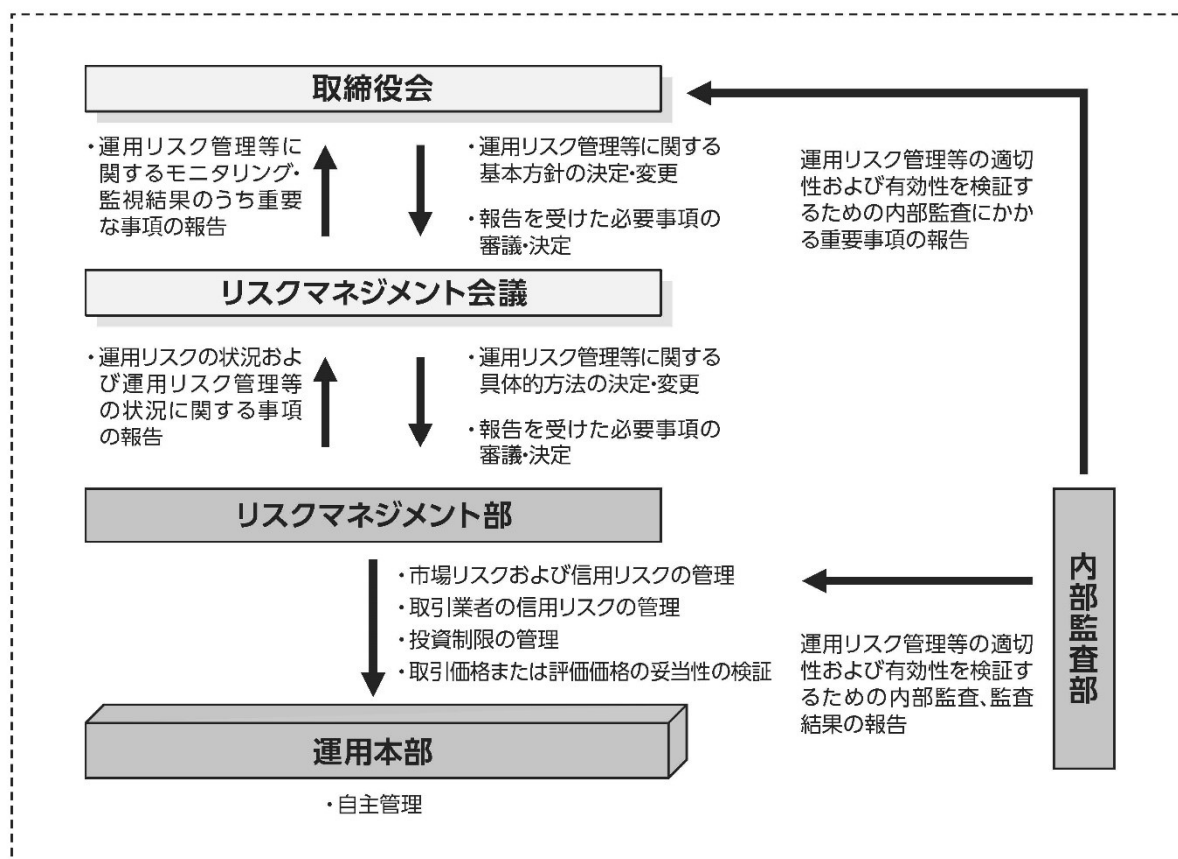 取締役会
・運用リスク管理等に
関するモニタリング・
監視結果のうち重要
な事項の報告
・運用リスク管理等に関する
基本方針の決定・変更
・報告を受けた必要事項の
審議・決定
運用リスク管理等の適切
性および有効性を検証す
るための内部監査にかか
る重要事項の報告
リスクマネジメント会議
・運用リスクの状況およ
び運用リスク管理等
の状況に関する事項
の報告
・運用リスク管理等に関する
具体的方法の決定・変更
・報告を受けた必要事項の
審議・決定
リスクマネジメント部
・市場リスクおよび信用リスクの管理
・取引業者の信用リスクの管理
・投資制限の管理
・取引価格または評価価格の妥当性の検証
内部監査部
運用リスク管理等の適切
性および有効性を検証す
るための内部監査、監査
結果の報告
運用本部
・自主管理